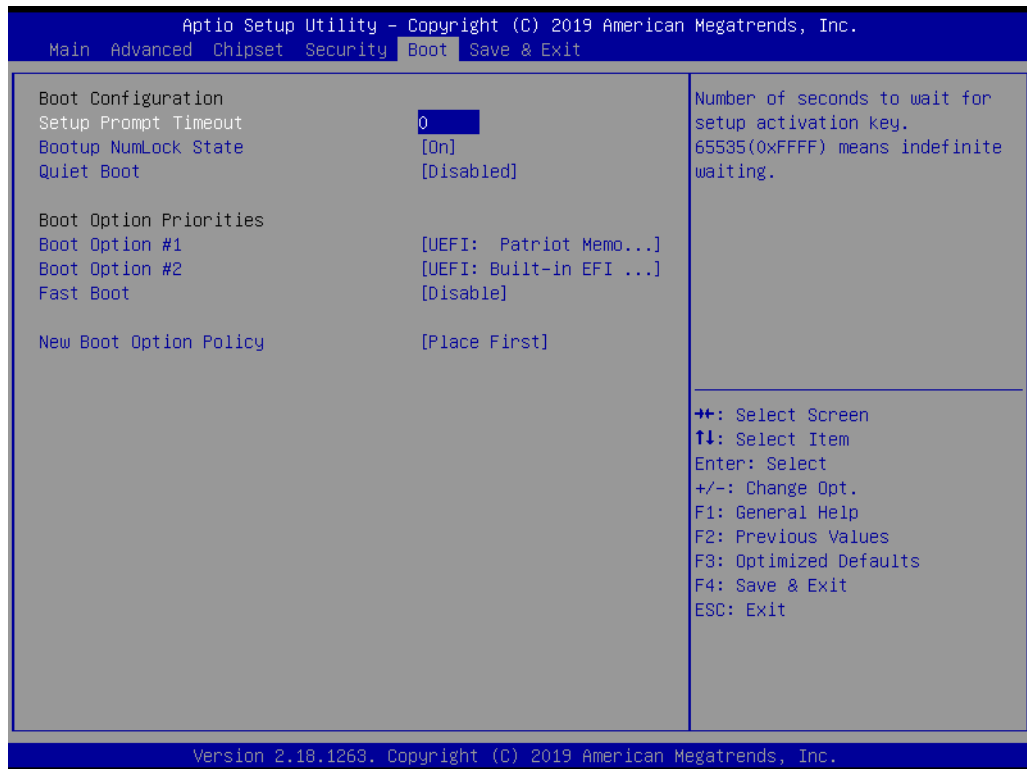 Aptio Setup Utility – Copyright (C) 2019 American Megatrends, Inc.
Main Advanced Chipset Security Boot Save & Exit
Boot Configuration
Setup Prompt Timeout 0
Bootup NumLock State [On]
Quiet Boot [Disabled]
Boot Option Priorities
Boot Option #1 [UEFI: Patriot Memo...]
Boot Option #2 [UEFI: Built-in EFI ...]
Fast Boot [Disable]
New Boot Option Policy [Place First]
Number of seconds to wait for
setup activation key.
65535(0xFFFF) means indefinite
waiting.
→←: Select Screen
↑↓: Select Item
Enter: Select
+/-: Change Opt.
F1: General Help
F2: Previous Values
F3: Optimized Defaults
F4: Save & Exit
ESC: Exit
Version 2.18.1263. Copyright (C) 2019 American Megatrends, Inc.